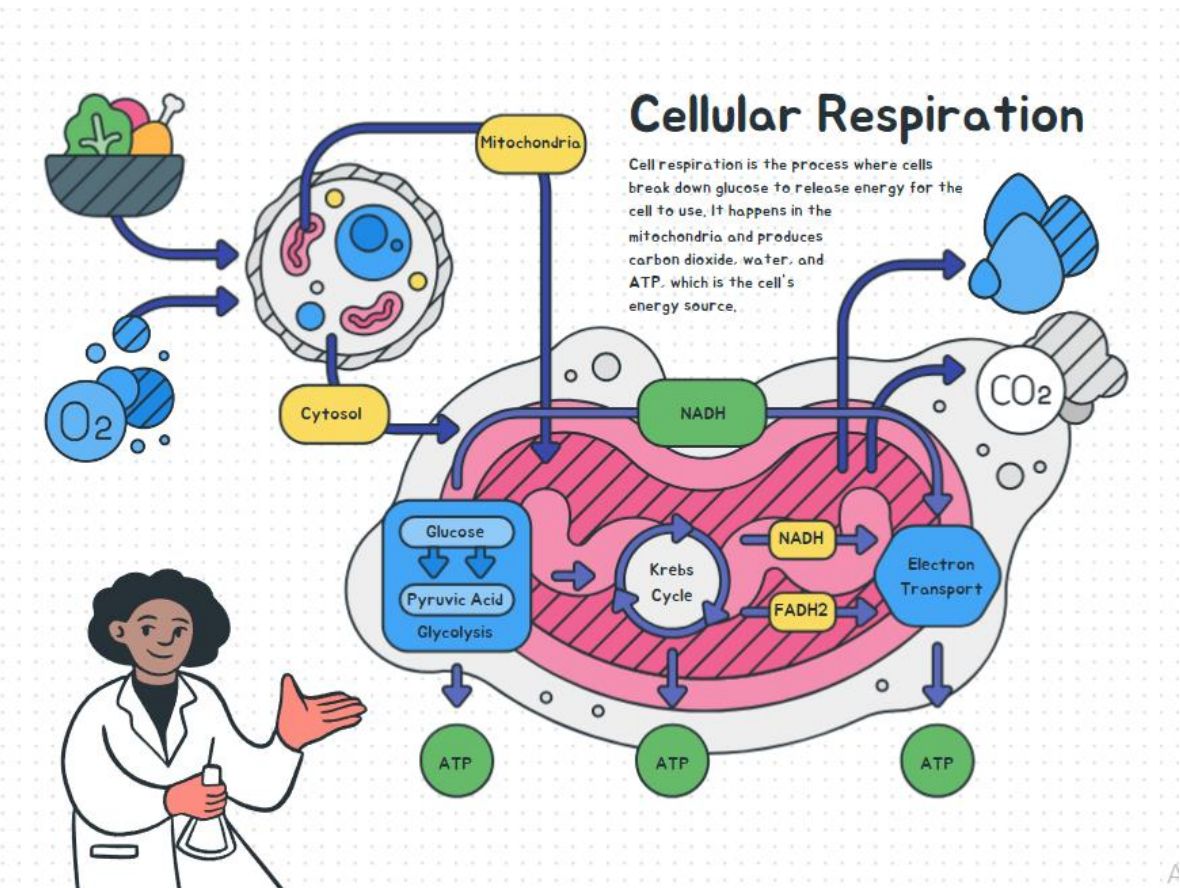 Cellular Respiration
Cell respiration is the process where cells
break down glucose to release energy for the
cell to use. It happens in the
mitochondria and produces
carbon dioxide, water, and
ATP, which is the cell's
energy source.
Mitochondria
O2
Cytosol
NADH
CO2
Glucose
Pyruvic Acid
Glycolysis
Krebs
Cycle
NADH
FADH2
Electron
Transport
ATP
ATP
ATP